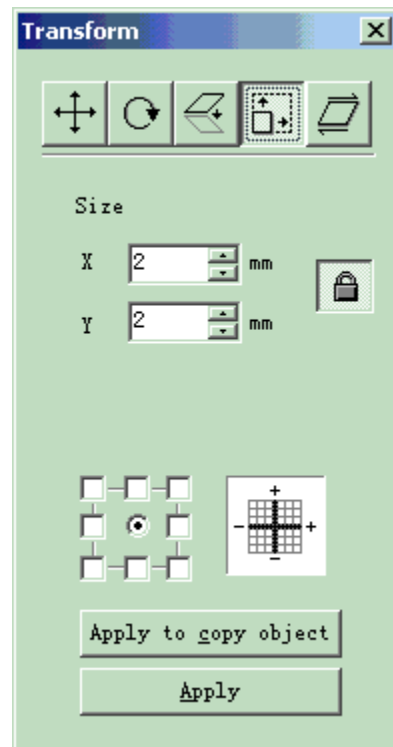 Transform
Size
X 2 mm
Y 2 mm
+
- +
-
Apply to copy object
Apply